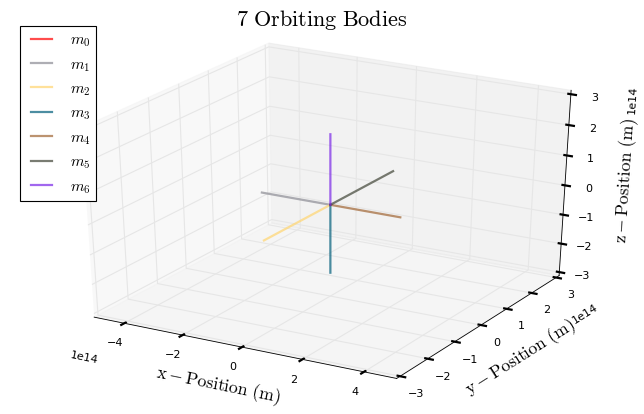 7 Orbiting Bodies
m₀
m₁
m₂
m₃
m₄
m₅
m₆
1e14
z − Position (m)
3
2
1
0
−1
−2
−3
3
2
1
0
−1
−2
−3
1e14
y − Position (m)
−4
−2
0
2
4
1e14
x − Position (m)